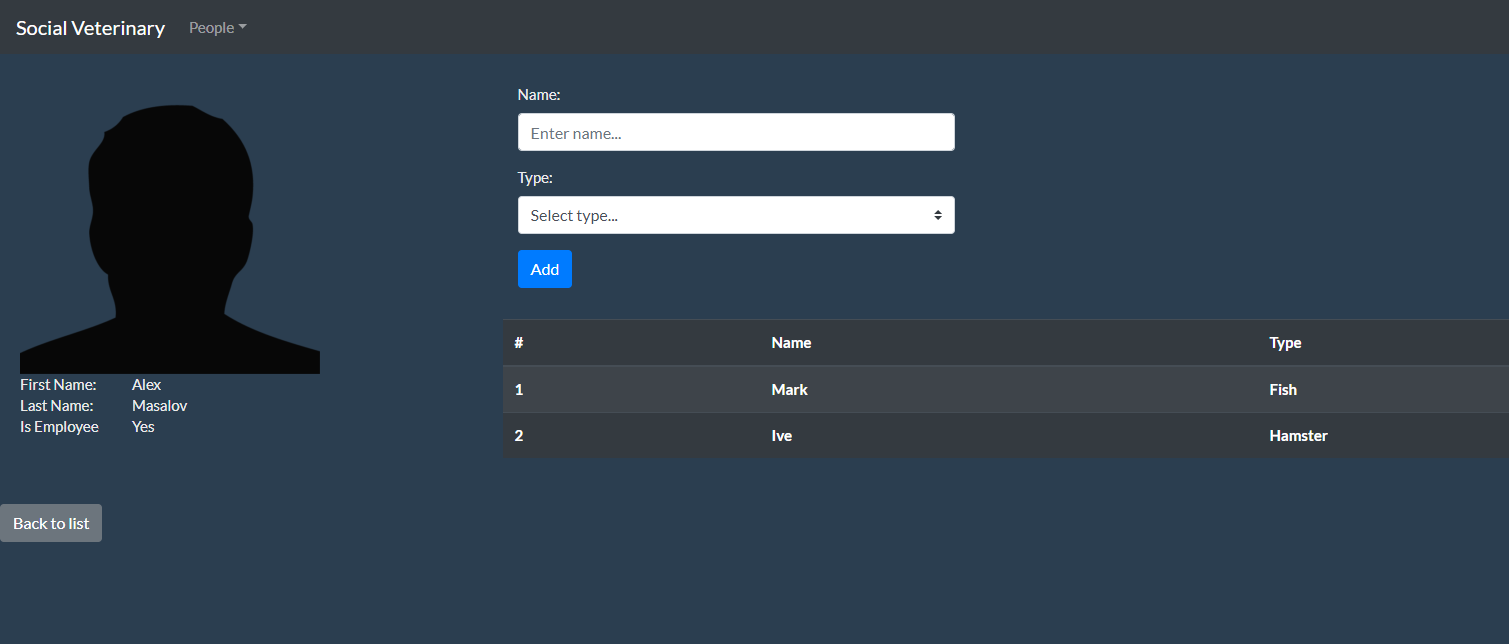 Social Veterinary People
Name:
Enter name...
Type:
Select type...
Add
# Name Type
1 Mark Fish
2 Ive Hamster
First Name: Alex
Last Name: Masalov
Is Employee Yes
Back to list